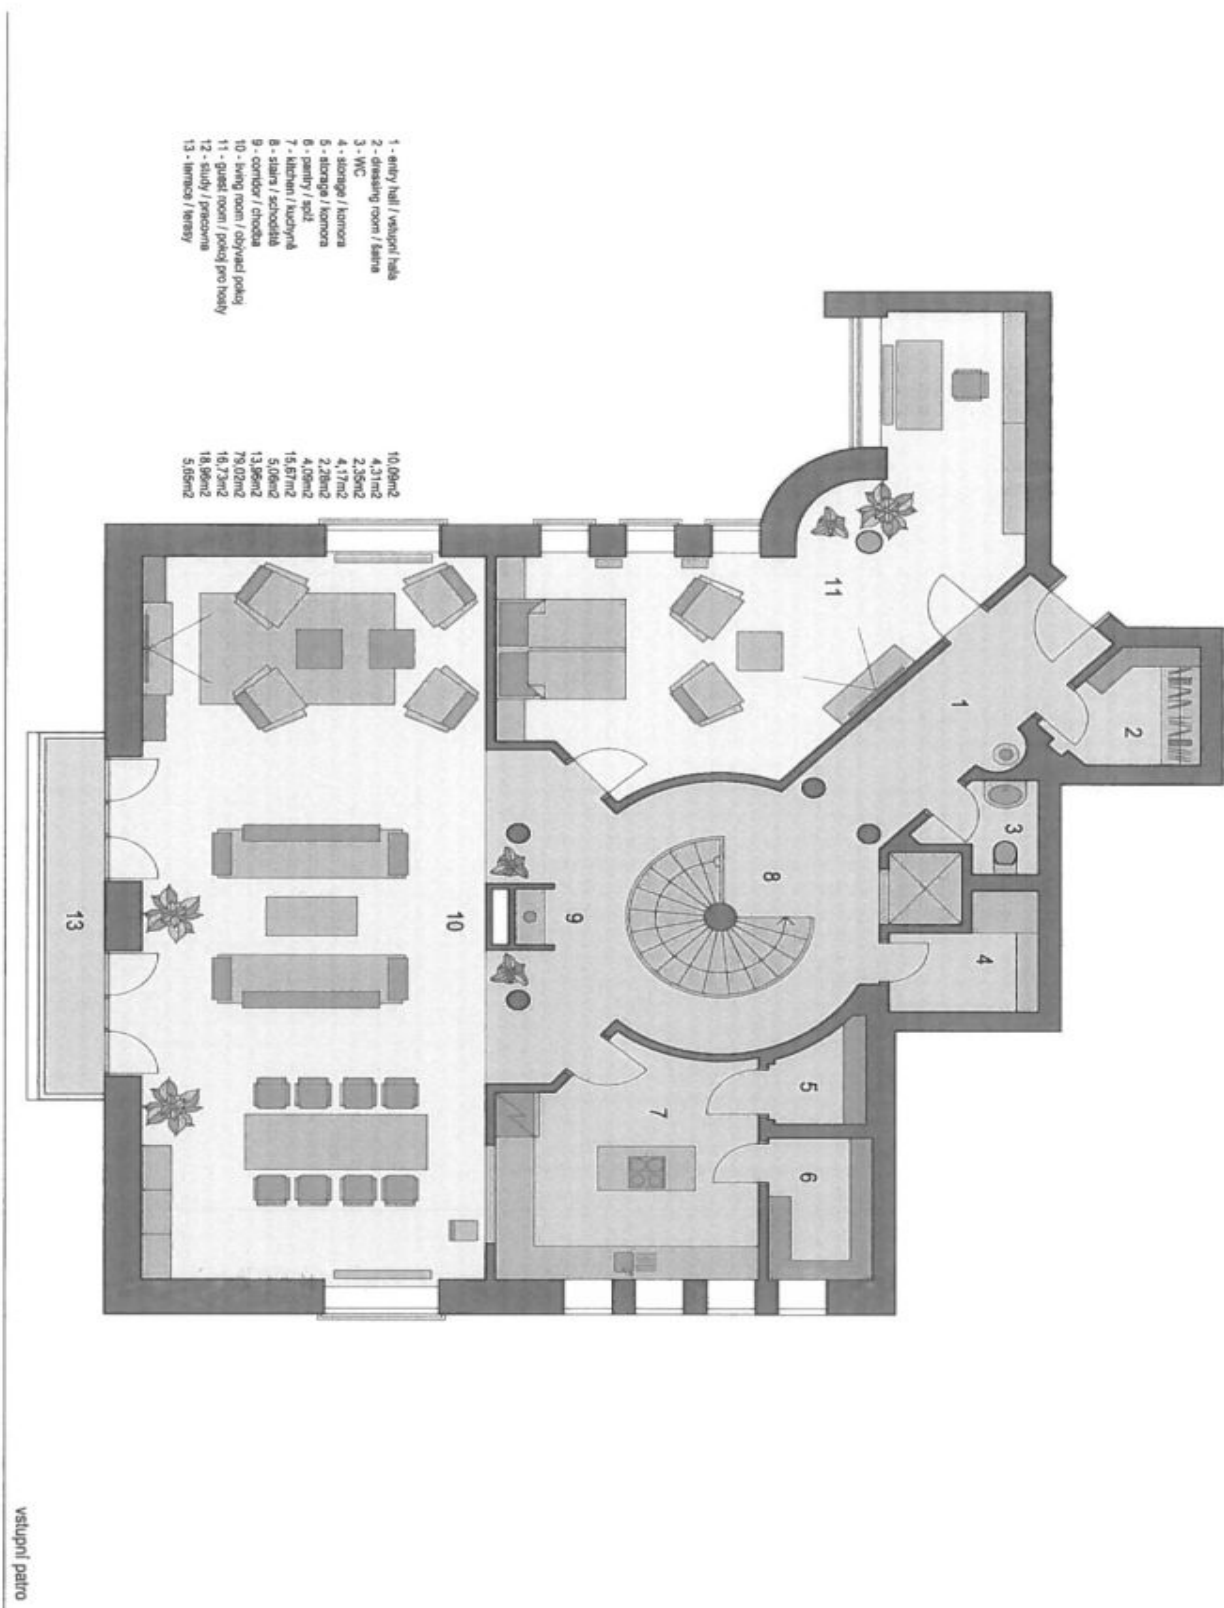 1 - entry hall / vstupní hala 10,09m2
2 - dressing room / šatna 4,31m2
3 - WC 2,35m2
4 - storage / komora 4,17m2
5 - storage / komora 2,28m2
6 - pantry / spíž 4,09m2
7 - kitchen / kuchyně 15,67m2
8 - stairs / schodiště 5,06m2
9 - corridor / chodba 13,96m2
10 - living room / obývací pokoj 79,02m2
11 - guest room / pokoj pro hosty 16,73m2
12 - study / pracovna 18,96m2
13 - terrace / terasy 5,65m2
2
1
3
11
4
8
5
6
9
7
10
13
vstupní patro